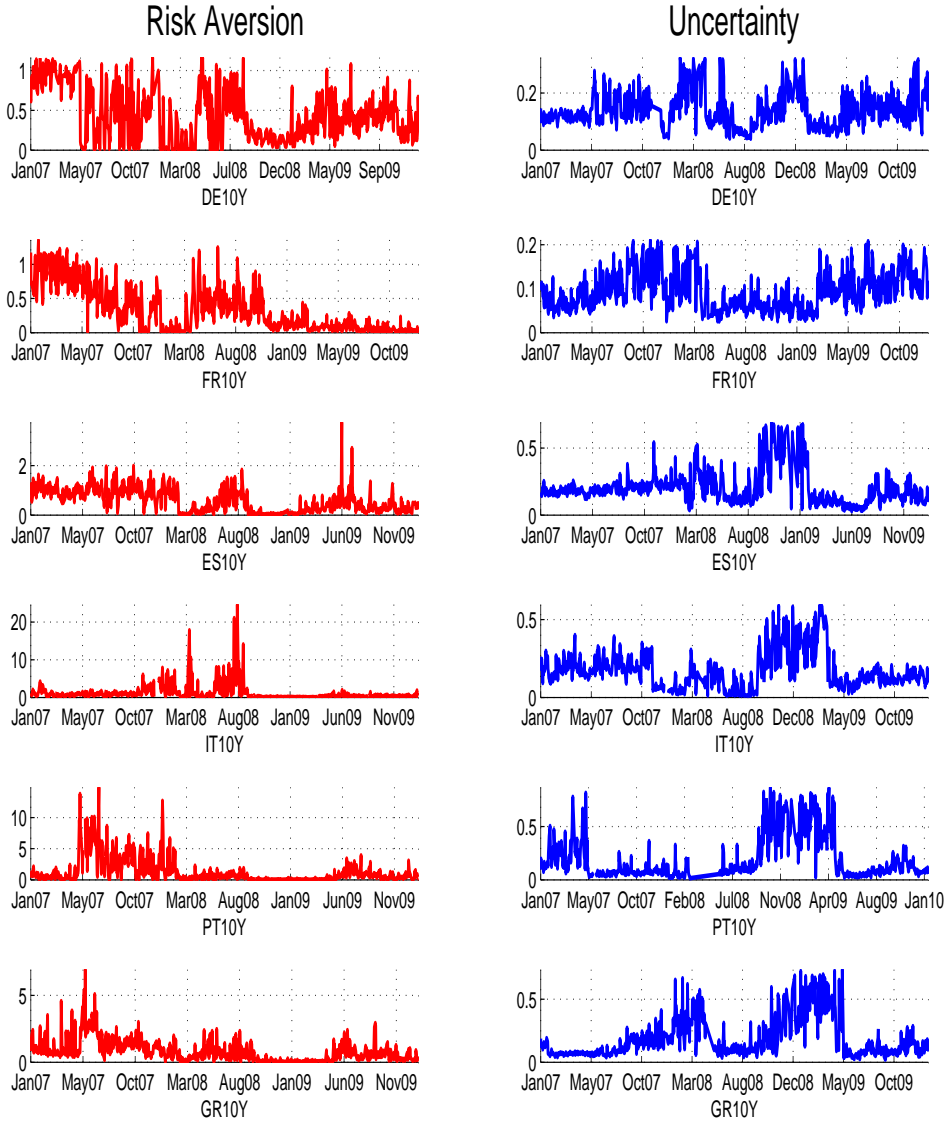 Risk Aversion
Uncertainty
1
0.5
0
Jan07 May07 Oct07 Mar08 Jul08 Dec08 May09 Sep09
DE10Y
0.2
0
Jan07 May07 Oct07 Mar08 Aug08 Dec08 May09 Oct09
DE10Y
1
0.5
0
Jan07 May07 Oct07 Mar08 Aug08 Jan09 May09 Oct09
FR10Y
0.2
0.1
0
Jan07 May07 Oct07 Mar08 Aug08 Jan09 May09 Oct09
FR10Y
2
0
Jan07 May07 Oct07 Mar08 Aug08 Jan09 Jun09 Nov09
ES10Y
0.5
0
Jan07 May07 Oct07 Mar08 Aug08 Jan09 Jun09 Nov09
ES10Y
20
10
0
Jan07 May07 Oct07 Mar08 Aug08 Jan09 Jun09 Nov09
IT10Y
0.5
0
Jan07 May07 Oct07 Mar08 Aug08 Dec08 May09 Oct09
IT10Y
10
5
0
Jan07 May07 Oct07 Mar08 Aug08 Jan09 Jun09 Nov09
PT10Y
0.5
0
Jan07 May07 Oct07 Feb08 Jul08 Nov08 Apr09 Aug09 Jan10
PT10Y
5
0
Jan07 May07 Oct07 Mar08 Aug08 Jan09 Jun09 Nov09
GR10Y
0.5
0
Jan07 May07 Oct07 Mar08 Jul08 Dec08 May09 Oct09
GR10Y